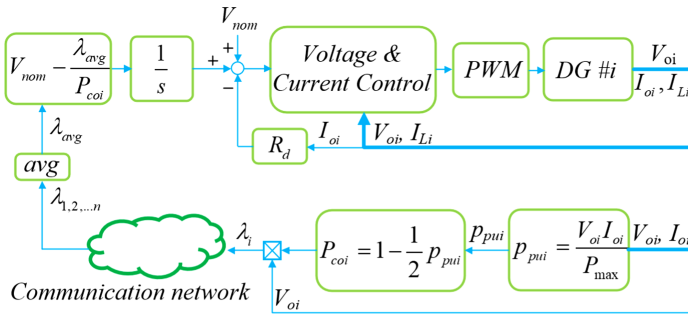 V_nom
V_nom − λ_avg / P_coi
1 / s
+
+
−
Voltage &
Current Control
PWM
DG #i
V_oi
I_oi, I_Li
λ_avg
R_d
I_oi
V_oi, I_Li
avg
λ_1,2,...n
λ_i
P_coi = 1 − 1/2 p_pui
p_pui
p_pui = V_oi I_oi / P_max
V_oi, I_oi
Communication network
V_oi